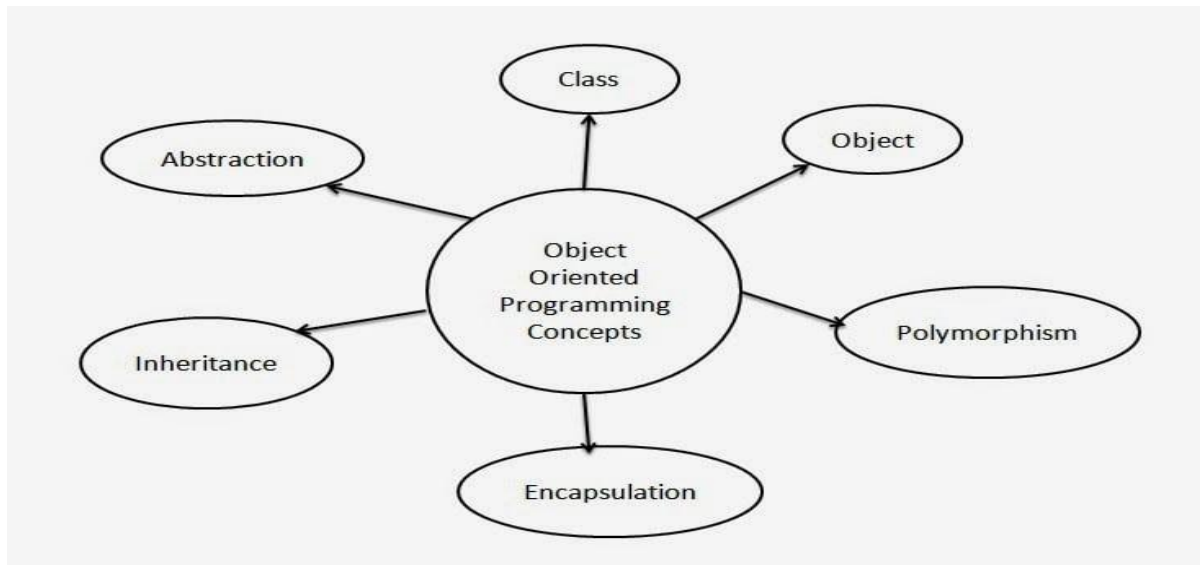 Class
Object
Abstraction
Object
Oriented
Programming
Concepts
Polymorphism
Inheritance
Encapsulation